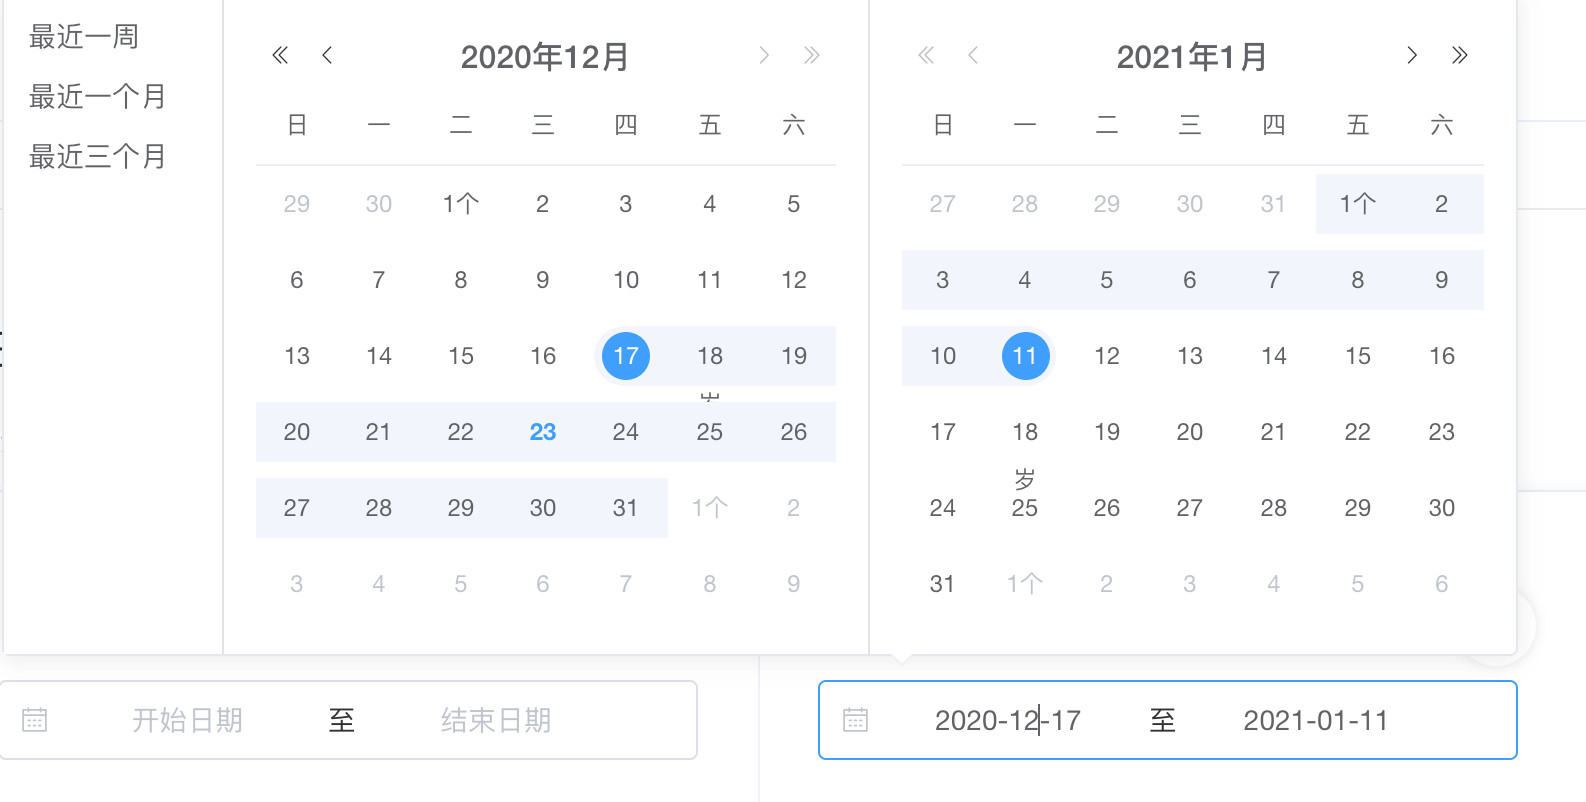 最近一周
最近一个月
最近三个月
2020年12月
日 一 二 三 四 五 六
29 30 1个 2 3 4 5
6 7 8 9 10 11 12
13 14 15 16 17 18 19
20 21 22 23 24 25 26
27 28 29 30 31 1个 2
3 4 5 6 7 8 9
2021年1月
日 一 二 三 四 五 六
27 28 29 30 31 1个 2
3 4 5 6 7 8 9
10 11 12 13 14 15 16
17 18 19 20 21 22 23
岁
24 25 26 27 28 29 30
31 1个 2 3 4 5 6
开始日期 至 结束日期
2020-12-17 至 2021-01-11